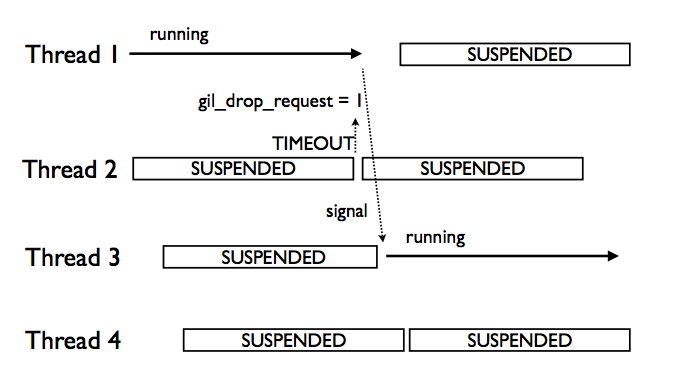 running
Thread 1
SUSPENDED
gil_drop_request = 1
TIMEOUT
Thread 2
SUSPENDED
SUSPENDED
signal
running
Thread 3
SUSPENDED
Thread 4
SUSPENDED
SUSPENDED